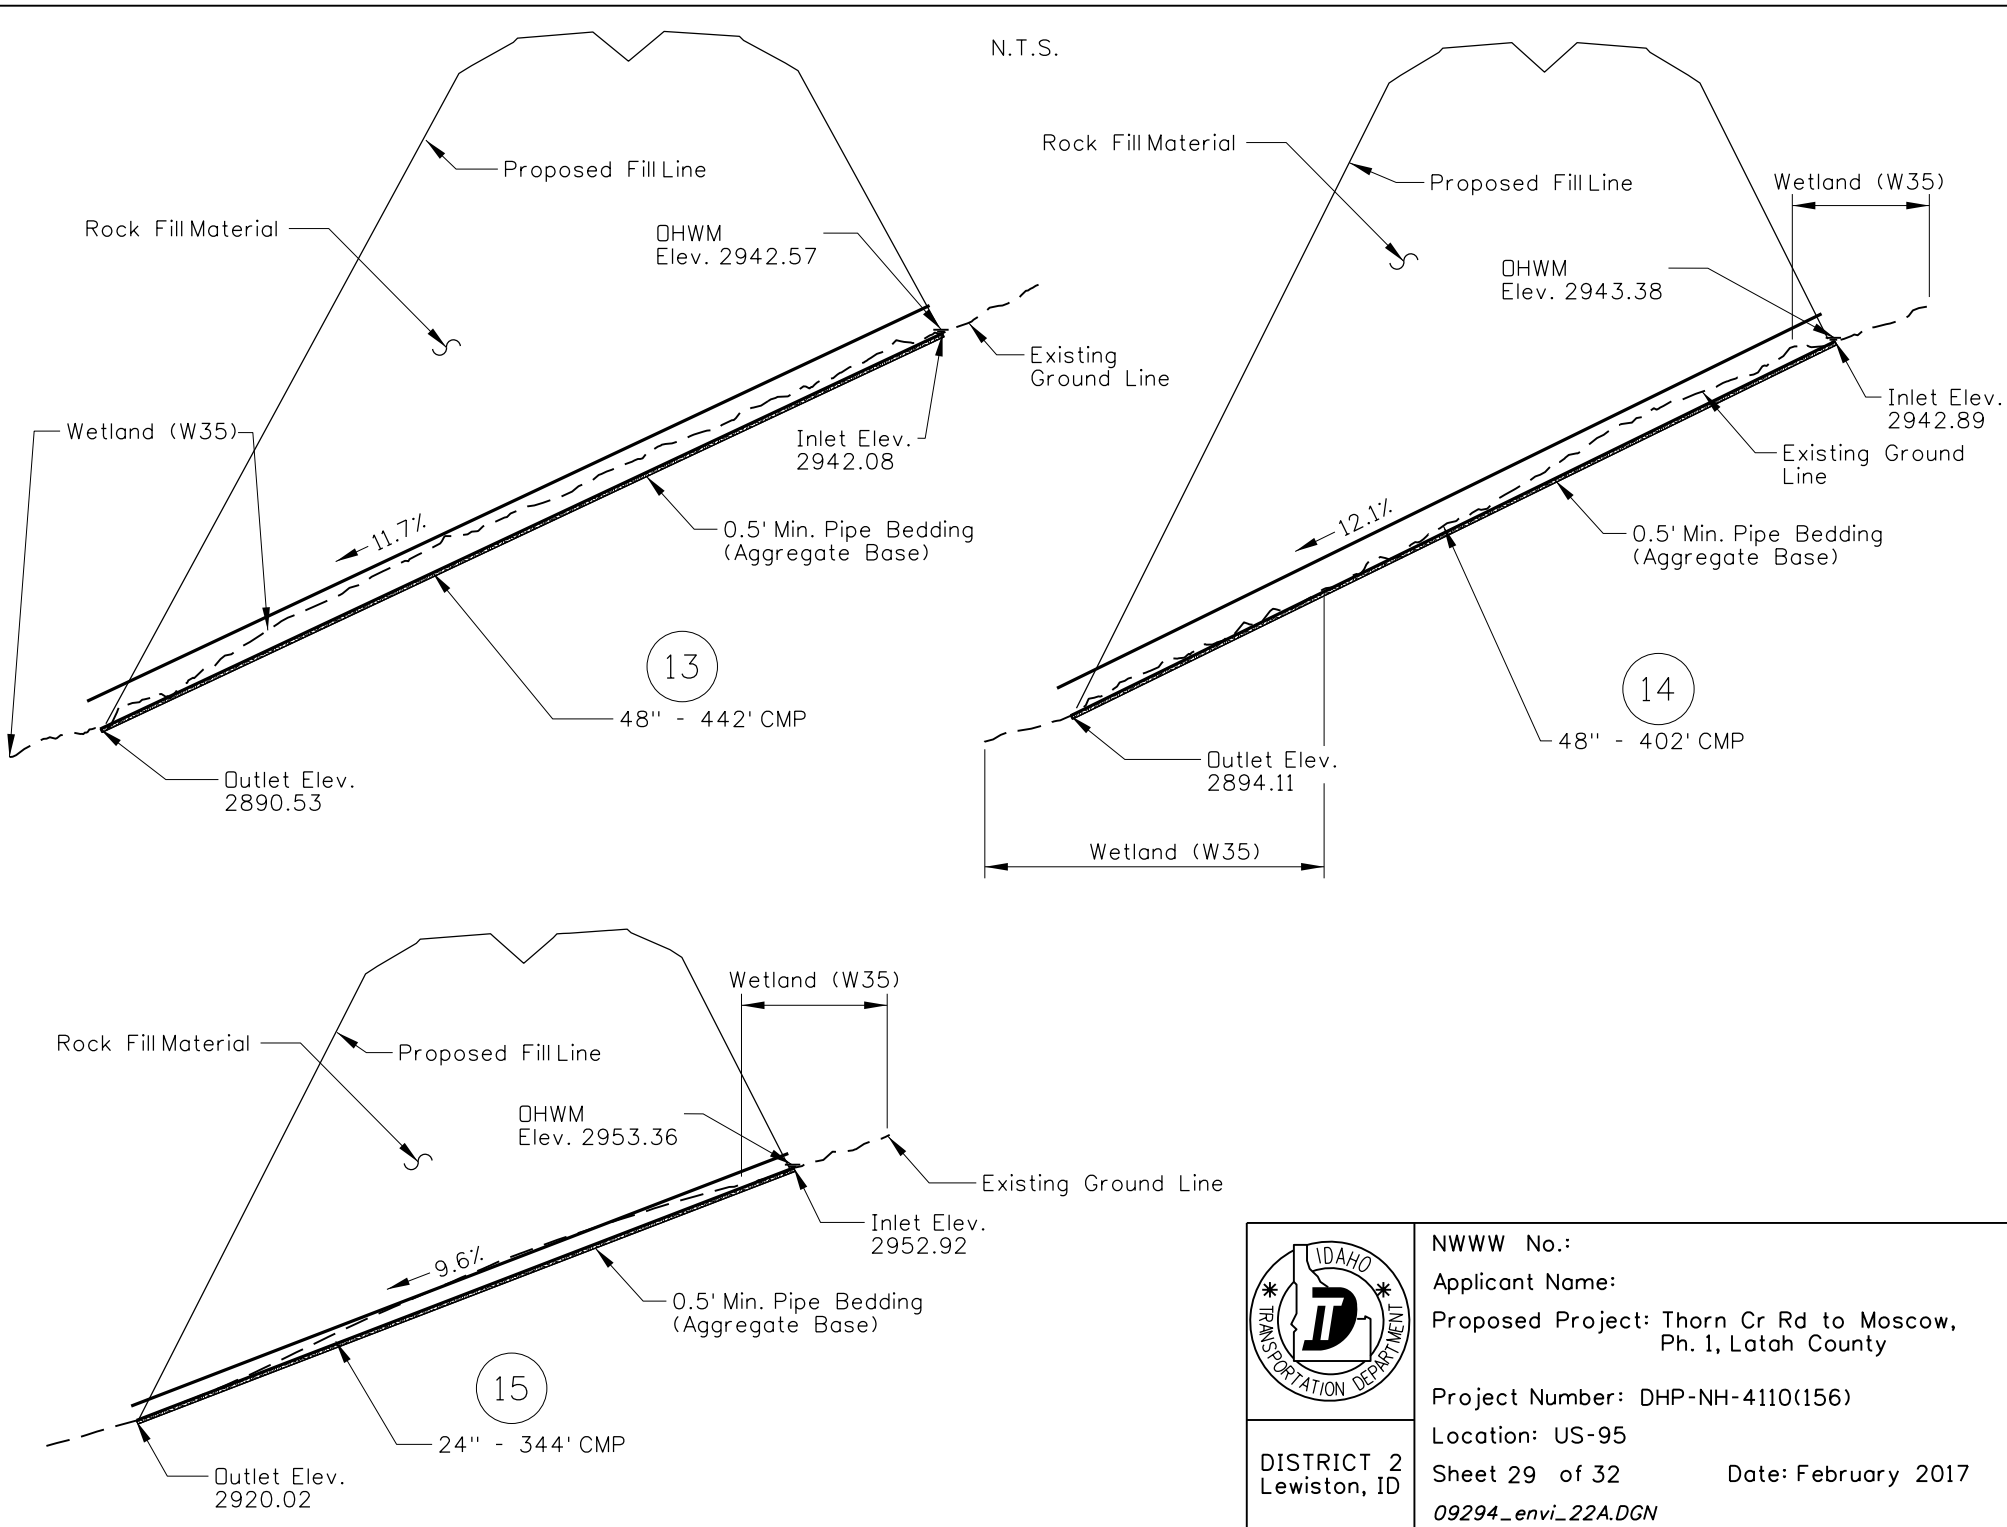 N.T.S.
Proposed Fill Line
Rock Fill Material
OHWM
Elev. 2942.57
Existing
Ground Line
Wetland (W35)
Inlet Elev.
2942.08
11.7%
0.5' Min. Pipe Bedding
(Aggregate Base)
13
48" - 442' CMP
Outlet Elev.
2890.53
Rock Fill Material
Proposed Fill Line
Wetland (W35)
OHWM
Elev. 2943.38
Inlet Elev.
2942.89
Existing Ground
Line
12.1%
0.5' Min. Pipe Bedding
(Aggregate Base)
14
48" - 402' CMP
Outlet Elev.
2894.11
Wetland (W35)
Wetland (W35)
Rock Fill Material
Proposed Fill Line
OHWM
Elev. 2953.36
Existing Ground Line
Inlet Elev.
2952.92
9.6%
0.5' Min. Pipe Bedding
(Aggregate Base)
15
24" - 344' CMP
Outlet Elev.
2920.02
IDAHO
TRANSPORTATION DEPARTMENT
DISTRICT 2
Lewiston, ID
NWWW No.:
Applicant Name:
Proposed Project: Thorn Cr Rd to Moscow,
Ph. 1, Latah County
Project Number: DHP-NH-4110(156)
Location: US-95
Sheet 29 of 32 Date: February 2017
09294_envi_22A.DGN